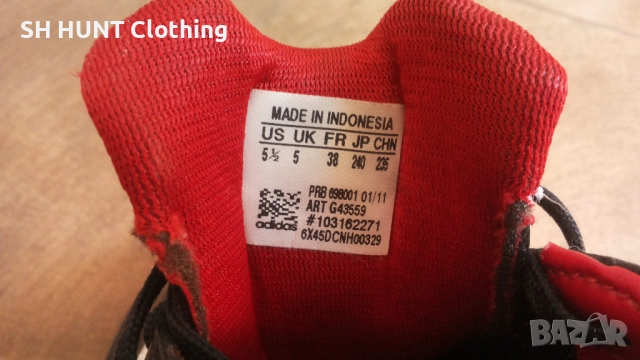 SH HUNT Clothing
MADE IN INDONESIA
US UK FR JP CHN
5½ 5 38 240 235
PRB 698001 01/11
ART G43559
#103162271
adidas 6X45DCNH00329
BAZAR